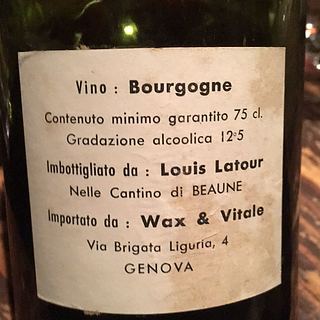 Vino : Bourgogne
Contenuto minimo garantito 75 cl.
Gradazione alcoolica 12°5
Imbottigliato da : Louis Latour
Nelle Cantino di BEAUNE
Importato da : Wax & Vitale
Via Brigata Liguria, 4
GENOVA